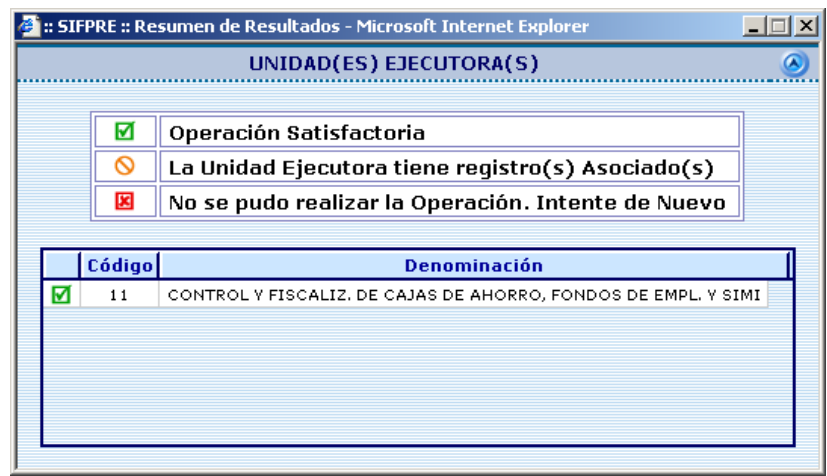 :: SIFPRE :: Resumen de Resultados - Microsoft Internet Explorer
UNIDAD(ES) EJECUTORA(S)
Operación Satisfactoria
La Unidad Ejecutora tiene registro(s) Asociado(s)
No se pudo realizar la Operación. Intente de Nuevo
Código Denominación
11 CONTROL Y FISCALIZ. DE CAJAS DE AHORRO, FONDOS DE EMPL. Y SIMI